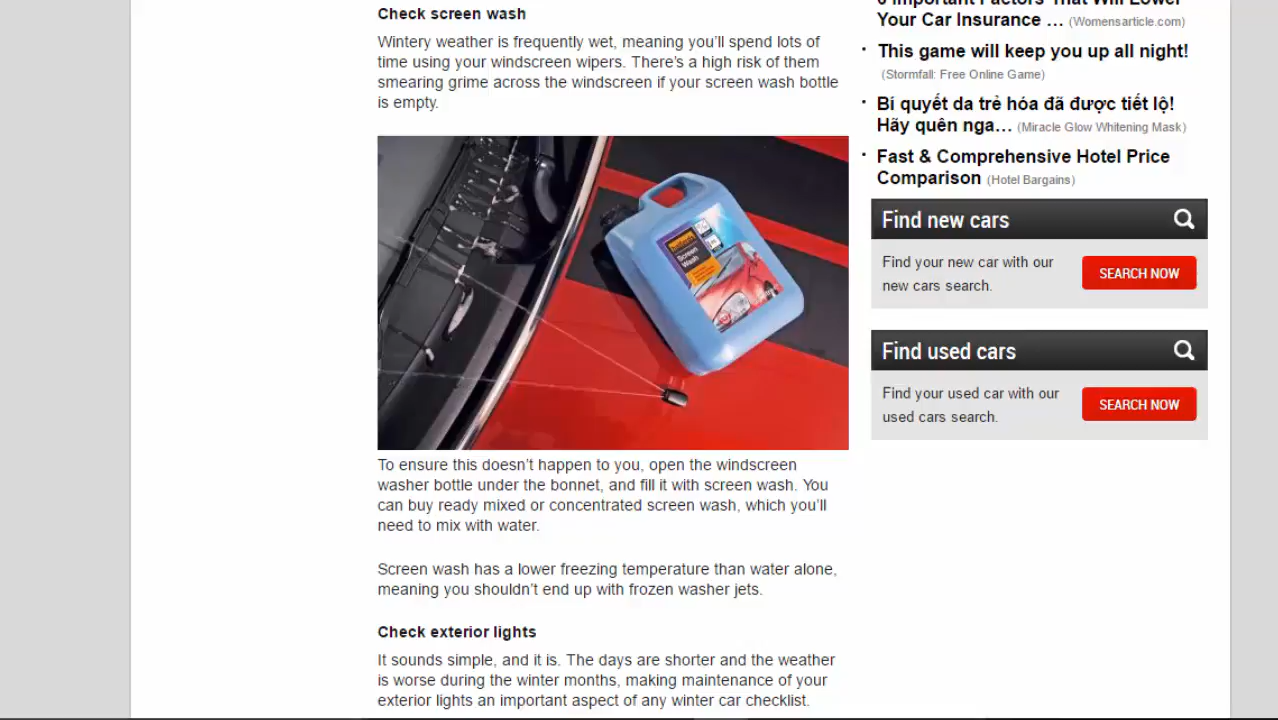 Check screen wash
Wintery weather is frequently wet, meaning you'll spend lots of
time using your windscreen wipers. There's a high risk of them
smearing grime across the windscreen if your screen wash bottle
is empty.
Screen
Wash
To ensure this doesn't happen to you, open the windscreen
washer bottle under the bonnet, and fill it with screen wash. You
can buy ready mixed or concentrated screen wash, which you'll
need to mix with water.
Screen wash has a lower freezing temperature than water alone,
meaning you shouldn't end up with frozen washer jets.
Check exterior lights
It sounds simple, and it is. The days are shorter and the weather
is worse during the winter months, making maintenance of your
exterior lights an important aspect of any winter car checklist.
6 Important Factors That Will Lower
Your Car Insurance … (Womensarticle.com)
This game will keep you up all night!
(Stormfall: Free Online Game)
Bí quyết da trẻ hóa đã được tiết lộ!
Hãy quên nga… (Miracle Glow Whitening Mask)
Fast & Comprehensive Hotel Price
Comparison (Hotel Bargains)
Find new cars
Find your new car with our
new cars search.
SEARCH NOW
Find used cars
Find your used car with our
used cars search.
SEARCH NOW